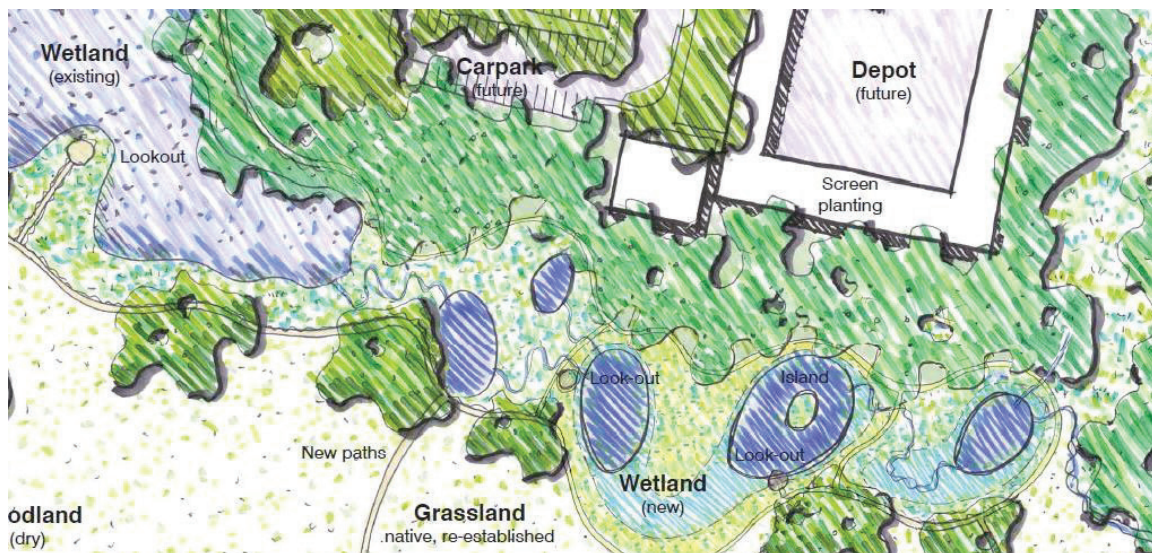 Wetland
(existing)
Carpark
(future)
Depot
(future)
Lookout
Screen
planting
Look-out
Island
Look-out
New paths
Wetland
(new)
Grassland
native, re-established
odland
(dry)